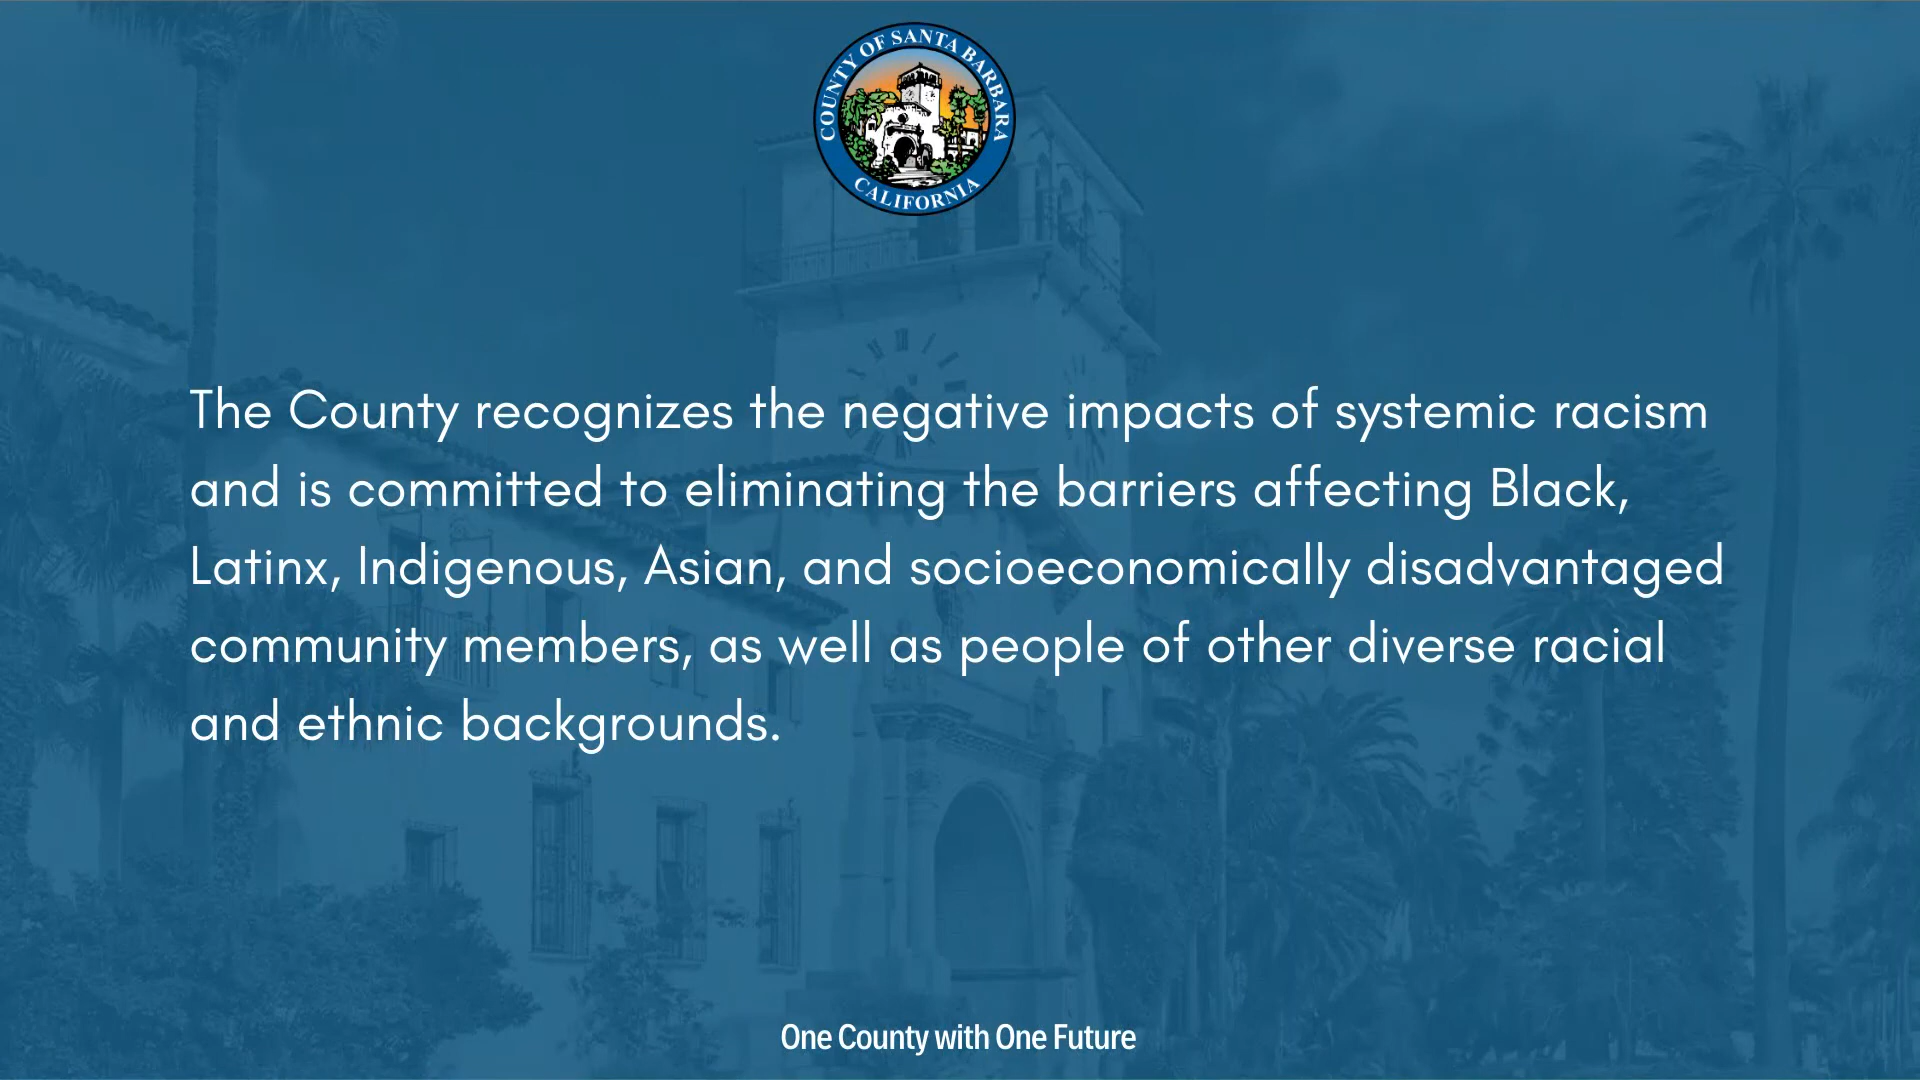 COUNTY OF SANTA BARBARA
CALIFORNIA
The County recognizes the negative impacts of systemic racism
and is committed to eliminating the barriers affecting Black,
Latinx, Indigenous, Asian, and socioeconomically disadvantaged
community members, as well as people of other diverse racial
and ethnic backgrounds.
One County with One Future